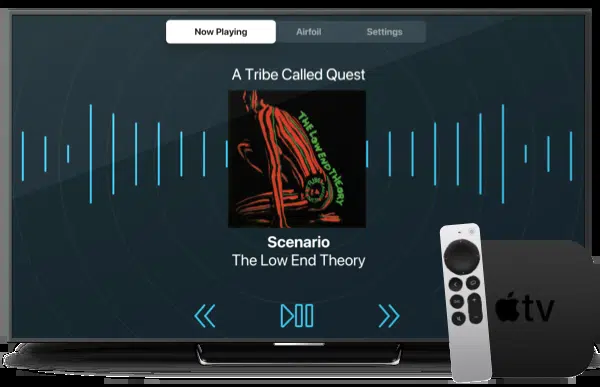 Now Playing
Airfoil
Settings
A Tribe Called Quest
THE LOW END THEORY
Scenario
The Low End Theory
tv